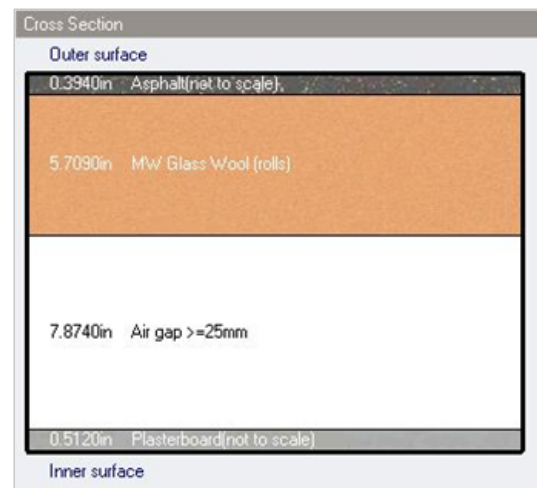 Cross Section
Outer surface
0.3940in Asphalt(not to scale)
5.7090in MW Glass Wool (rolls)
7.8740in Air gap >=25mm
0.5120in Plasterboard(not to scale)
Inner surface